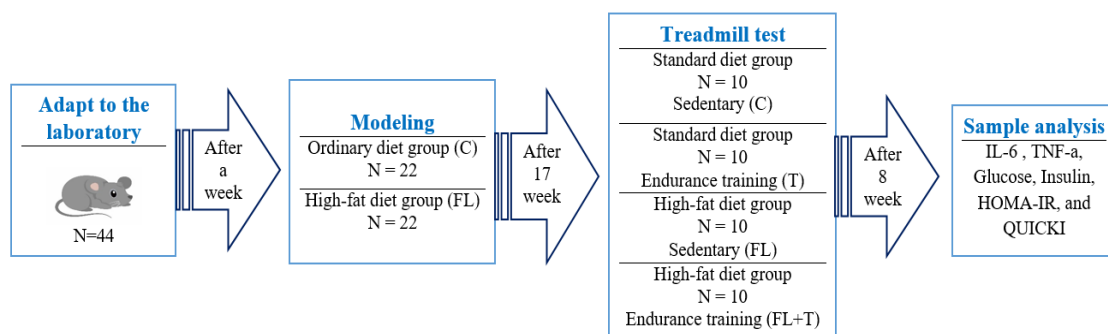 Adapt to the
laboratory
N=44
After
a
week
Modeling
Ordinary diet group (C)
N = 22
High-fat diet group (FL)
N = 22
After
17
week
Treadmill test
Standard diet group
N = 10
Sedentary (C)
Standard diet group
N = 10
Endurance training (T)
High-fat diet group
N = 10
Sedentary (FL)
High-fat diet group
N = 10
Endurance training (FL+T)
After
8
week
Sample analysis
IL-6 , TNF-a,
Glucose, Insulin,
HOMA-IR, and
QUICKI